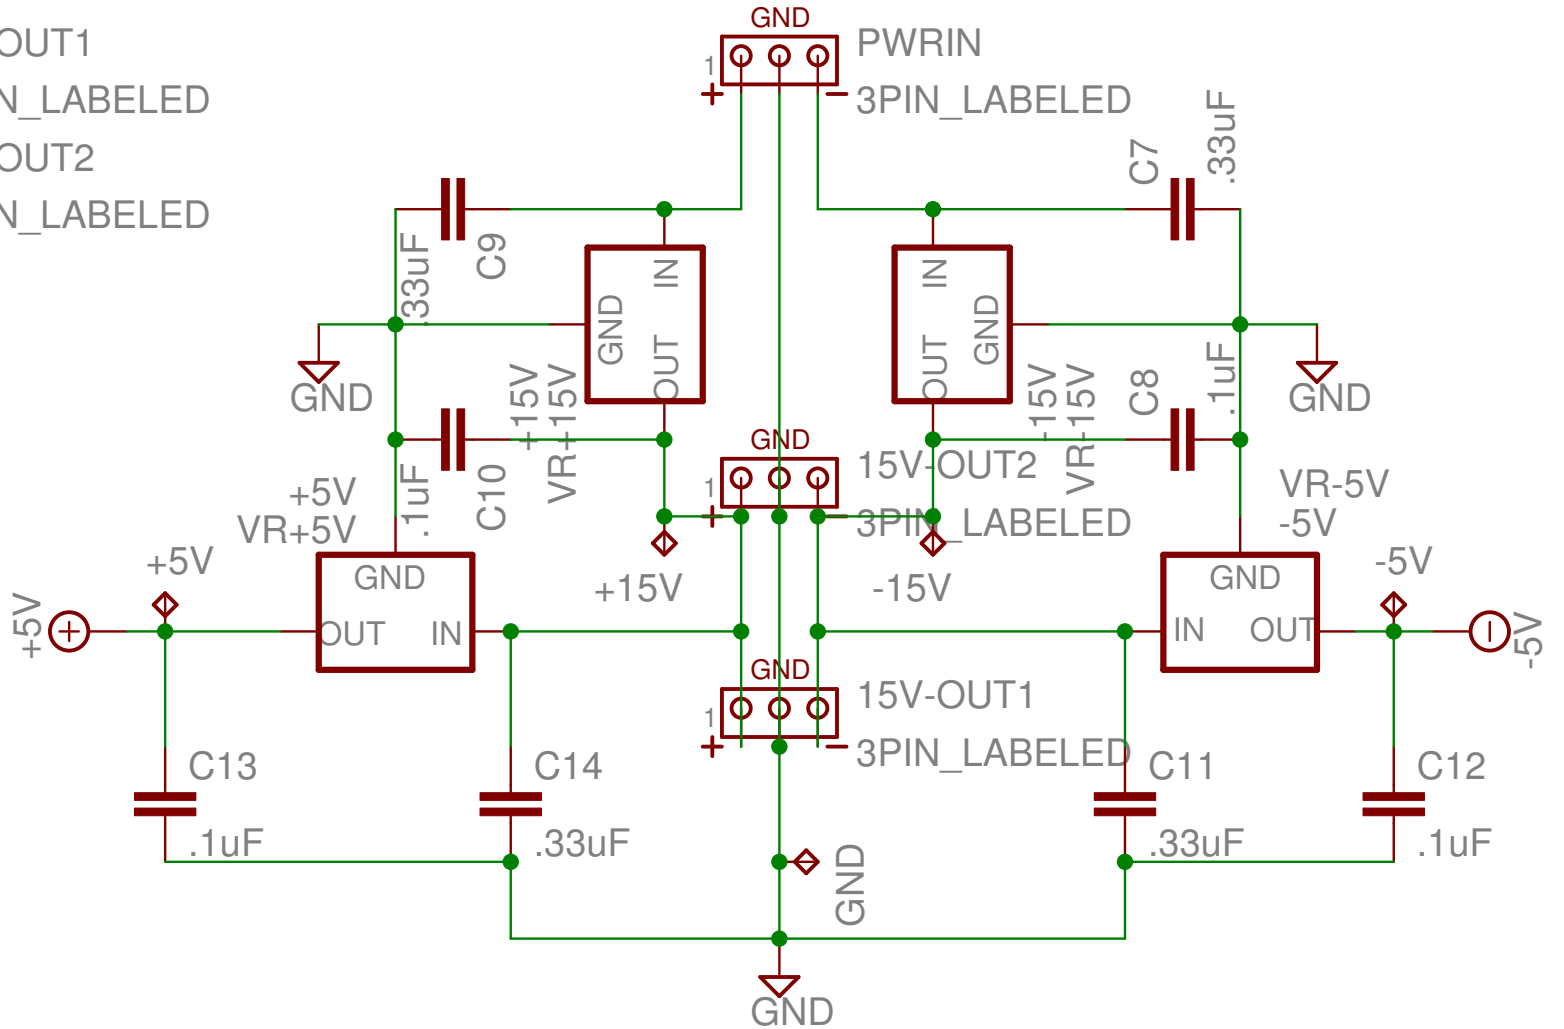 GND
OUT1
PWRIN
1
+
-
N_LABELED
3PIN_LABELED
OUT2
N_LABELED
C7
.33uF
C9
.33uF
IN
GND
OUT
IN
GND
OUT
GND
GND
+15V
VR+15V
-15V
VR-15V
C8
.1uF
C10
.1uF
GND
15V-OUT2
1
+
-
3PIN_LABELED
+5V
VR+5V
VR-5V
-5V
+5V
+15V
-15V
-5V
GND
OUT IN
GND
IN OUT
+5V
-5V
GND
15V-OUT1
1
+
-
3PIN_LABELED
C13
.1uF
C14
.33uF
C11
.33uF
C12
.1uF
GND
GND